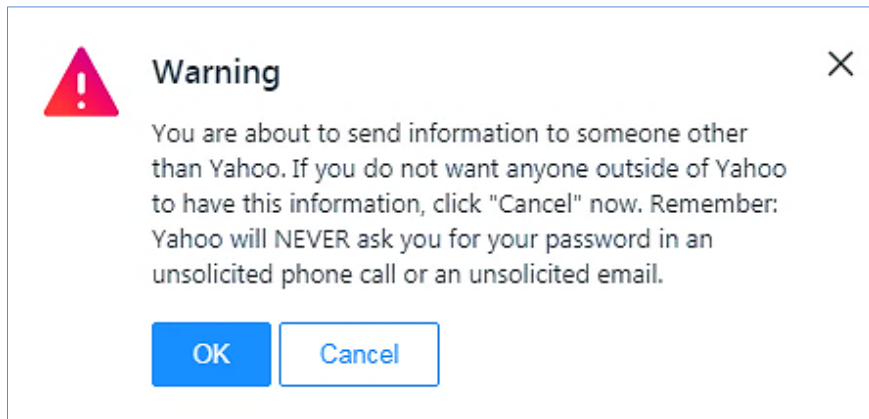 Warning
You are about to send information to someone other
than Yahoo. If you do not want anyone outside of Yahoo
to have this information, click "Cancel" now. Remember:
Yahoo will NEVER ask you for your password in an
unsolicited phone call or an unsolicited email.
OK Cancel